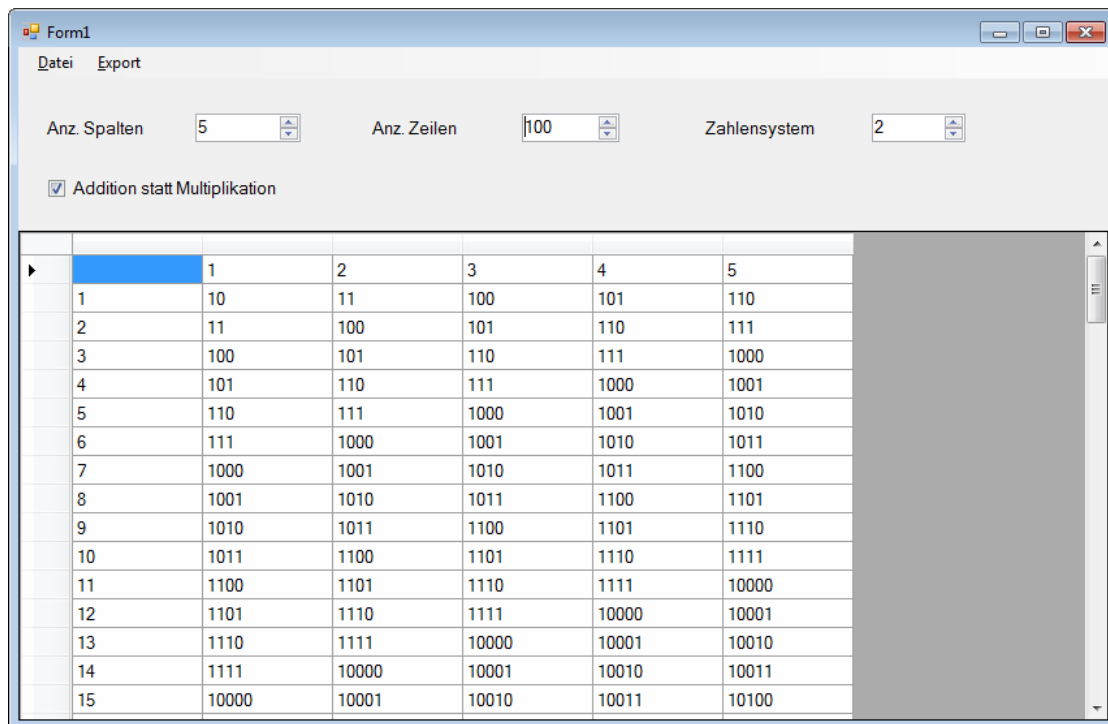 Form1
Datei Export
Anz. Spalten 5 Anz. Zeilen 100 Zahlensystem 2
Addition statt Multiplikation
1 2 3 4 5
1 10 11 100 101 110
2 11 100 101 110 111
3 100 101 110 111 1000
4 101 110 111 1000 1001
5 110 111 1000 1001 1010
6 111 1000 1001 1010 1011
7 1000 1001 1010 1011 1100
8 1001 1010 1011 1100 1101
9 1010 1011 1100 1101 1110
10 1011 1100 1101 1110 1111
11 1100 1101 1110 1111 10000
12 1101 1110 1111 10000 10001
13 1110 1111 10000 10001 10010
14 1111 10000 10001 10010 10011
15 10000 10001 10010 10011 10100